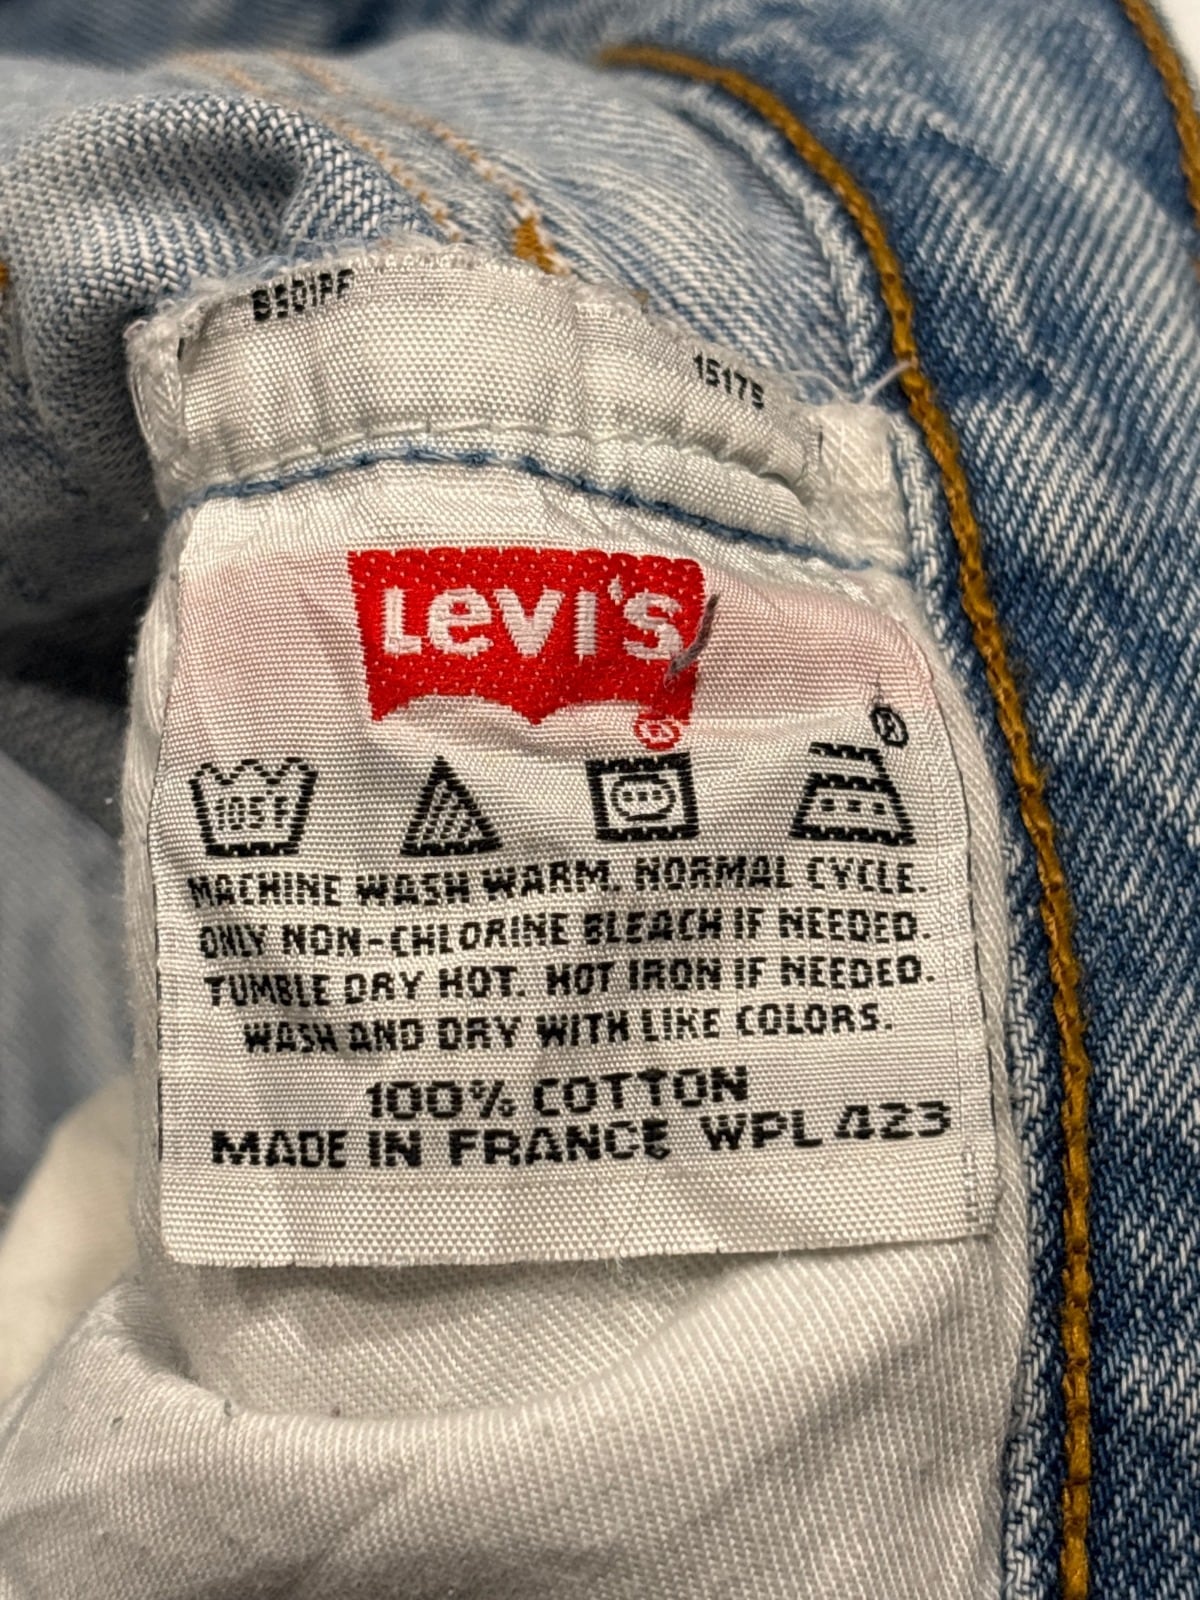 15175
Levi's
®
®
105F
MACHINE WASH WARM. NORMAL CYCLE.
ONLY NON-CHLORINE BLEACH IF NEEDED.
TUMBLE DRY HOT. HOT IRON IF NEEDED.
WASH AND DRY WITH LIKE COLORS.
100% COTTON
MADE IN FRANCE WPL 423